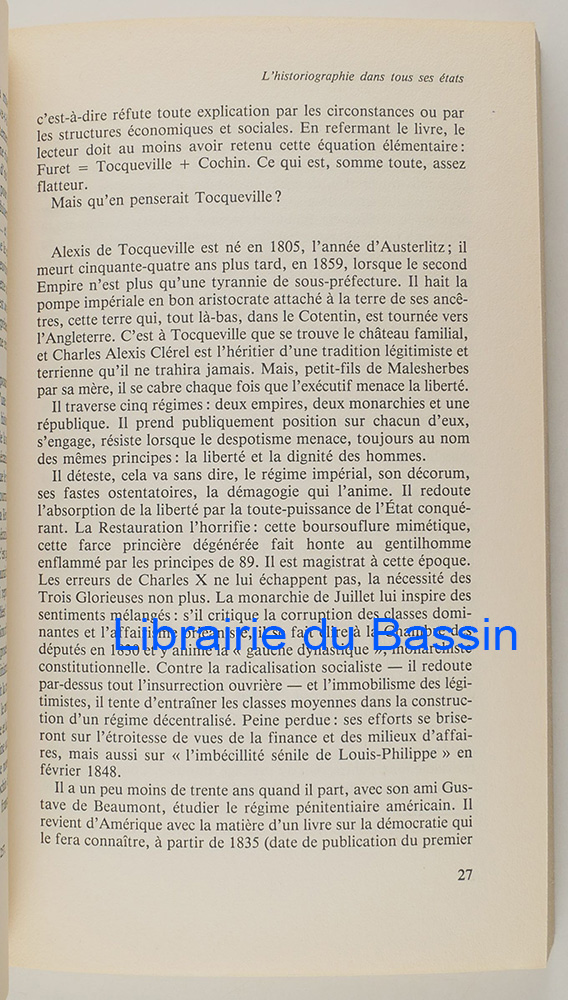 L'historiographie dans tous ses états
c'est-à-dire réfute toute explication par les circonstances ou par
les structures économiques et sociales. En refermant le livre, le
lecteur doit au moins avoir retenu cette équation élémentaire :
Furet = Tocqueville + Cochin. Ce qui est, somme toute, assez
flatteur.
Mais qu'en penserait Tocqueville ?
Alexis de Tocqueville est né en 1805, l'année d'Austerlitz ; il
meurt cinquante-quatre ans plus tard, en 1859, lorsque le second
Empire n'est plus qu'une tyrannie de sous-préfecture. Il hait la
pompe impériale en bon aristocrate attaché à la terre de ses ancê-
tres, cette terre qui, tout là-bas, dans le Cotentin, est tournée vers
l'Angleterre. C'est à Tocqueville que se trouve le château familial,
et Charles Alexis Clérel est l'héritier d'une tradition légitimiste et
terrienne qu'il ne trahira jamais. Mais, petit-fils de Malesherbes
par sa mère, il se cabre chaque fois que l'exécutif menace la liberté.
Il traverse cinq régimes : deux empires, deux monarchies et une
république. Il prend publiquement position sur chacun d'eux,
s'engage, résiste lorsque le despotisme menace, toujours au nom
des mêmes principes : la liberté et la dignité des hommes.
Il déteste, cela va sans dire, le régime impérial, son décorum,
ses fastes ostentatoires, la démagogie qui l'anime. Il redoute
l'absorption de la liberté par la toute-puissance de l'État conqué-
rant. La Restauration l'horrifie : cette boursouflure mimétique,
cette farce princière dégénérée fait honte au gentilhomme
enflammé par les principes de 89. Il est magistrat à cette époque.
Les erreurs de Charles X ne lui échappent pas, la nécessité des
Trois Glorieuses non plus. La monarchie de Juillet lui inspire des
sentiments mélangés : s'il critique la corruption des classes domi-
nantes et l'affairisme orléaniste, il se fait élire à la Chambre des
députés en et y anime la « gauche dynastique », monarchiste
constitutionnelle. Contre la radicalisation socialiste — il redoute
par-dessus tout l'insurrection ouvrière — et l'immobilisme des légi-
timistes, il tente d'entraîner les classes moyennes dans la construc-
tion d'un régime décentralisé. Peine perdue : ses efforts se brise-
ront sur l'étroitesse de vues de la finance et des milieux d'affai-
res, mais aussi sur « l'imbécillité sénile de Louis-Philippe » en
février 1848.
Il a un peu moins de trente ans quand il part, avec son ami Gus-
tave de Beaumont, étudier le régime pénitentiaire américain. Il
revient d'Amérique avec la matière d'un livre sur la démocratie qui
le fera connaître, à partir de 1835 (date de publication du premier
27
Librairie du Bassin